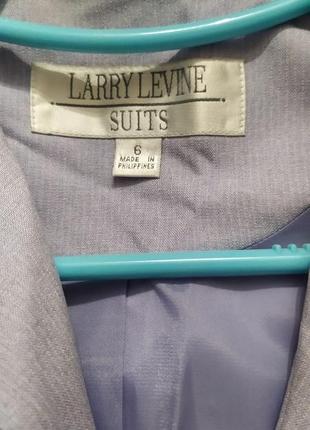 LARRY LEVINE
SUITS
6
MADE IN
PHILIPPINES